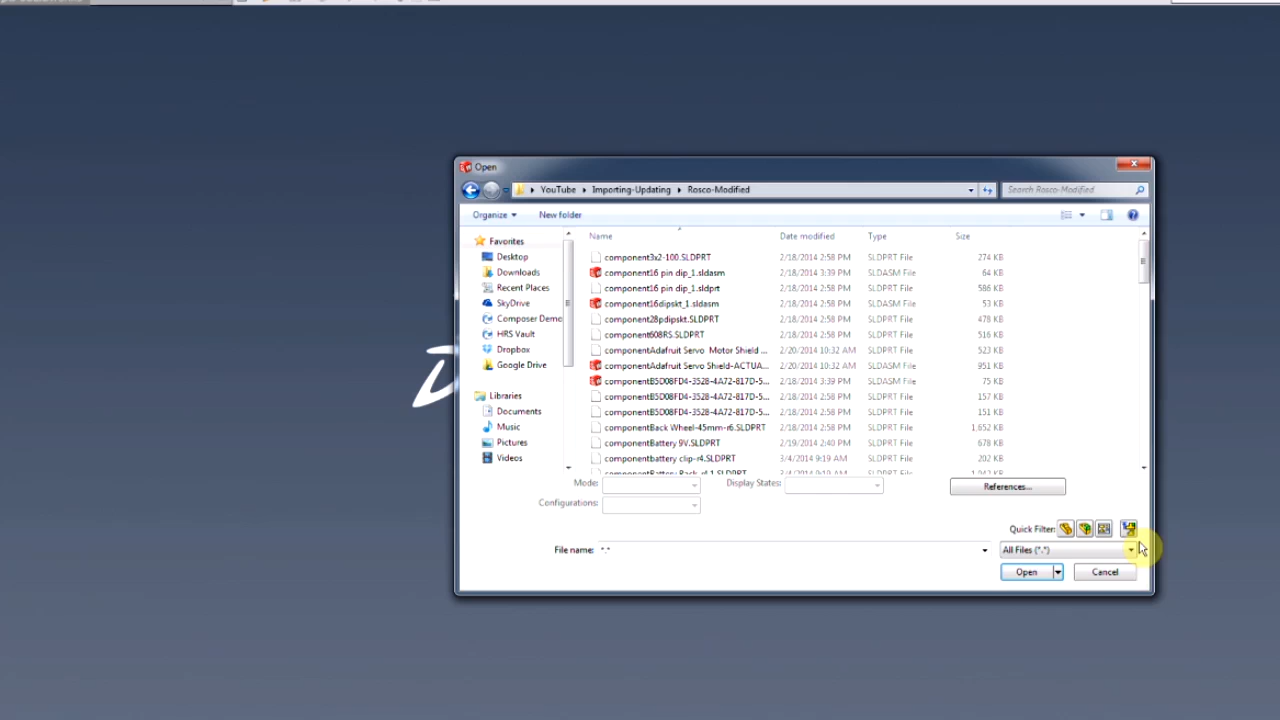 Open
YouTube ▸ Importing-Updating ▸ Rosco-Modified
Search Rosco-Modified
Organize
New folder
Name Date modified Type Size
Favorites
Desktop
Downloads
Recent Places
SkyDrive
Composer Demo
HRS Vault
Dropbox
Google Drive
Libraries
Documents
Music
Pictures
Videos
component3x2-100.SLDPRT 2/18/2014 2:58 PM SLDPRT File 274 KB
component16 pin dip_1.sldasm 2/18/2014 3:39 PM SLDASM File 64 KB
component16 pin dip_1.sldprt 2/18/2014 2:58 PM SLDPRT File 586 KB
component16dipskt_1.sldasm 2/18/2014 3:39 PM SLDASM File 53 KB
component28pdipskt.SLDPRT 2/18/2014 2:58 PM SLDPRT File 478 KB
component608RS.SLDPRT 2/18/2014 2:58 PM SLDPRT File 516 KB
componentAdafruit Servo Motor Shield ... 2/20/2014 10:32 AM SLDPRT File 523 KB
componentAdafruit Servo Shield-ACTUA... 2/20/2014 10:32 AM SLDASM File 951 KB
componentB5D08FD4-3528-4A72-817D-5... 2/18/2014 3:39 PM SLDASM File 75 KB
componentB5D08FD4-3528-4A72-817D-5... 2/18/2014 2:58 PM SLDPRT File 157 KB
componentB5D08FD4-3528-4A72-817D-5... 2/18/2014 2:58 PM SLDPRT File 151 KB
componentBack Wheel-45mm-r6.SLDPRT 2/18/2014 2:58 PM SLDPRT File 1,652 KB
componentBattery 9V.SLDPRT 2/19/2014 2:40 PM SLDPRT File 678 KB
componentbattery clip-r4.SLDPRT 3/4/2014 9:19 AM SLDPRT File 202 KB
Mode:
Display States:
References...
Configurations:
Quick Filter:
File name: *.*
All Files (*.*)
Open
Cancel